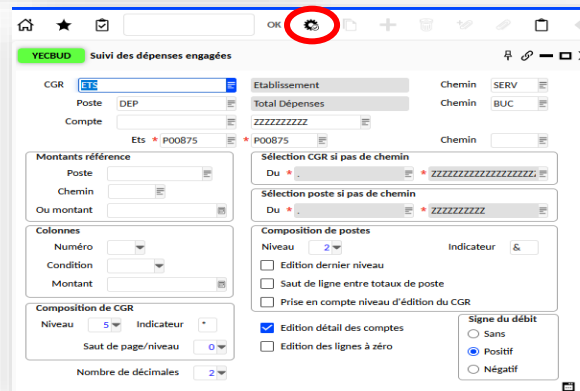 OK
YECBUD Suivi des dépenses engagées
CGR ETS Etablissement Chemin SERV
Poste DEP Total Dépenses Chemin BUC
Compte ZZZZZZZZZZ
Ets * P00875 * P00875 Chemin
Montants référence
Poste
Chemin
Ou montant
Sélection CGR si pas de chemin
Du * . * ZZZZZZZZZZZZZZZZZZZZ
Sélection poste si pas de chemin
Du * . * ZZZZZZZZZZ
Colonnes
Numéro
Condition
Montant
Composition de postes
Niveau 2 Indicateur &
Edition dernier niveau
Saut de ligne entre totaux de poste
Prise en compte niveau d'édition du CGR
Composition de CGR
Niveau 5 Indicateur *
Saut de page/niveau 0
Nombre de décimales 2
Edition détail des comptes
Edition des lignes à zéro
Signe du débit
Sans
Positif
Négatif